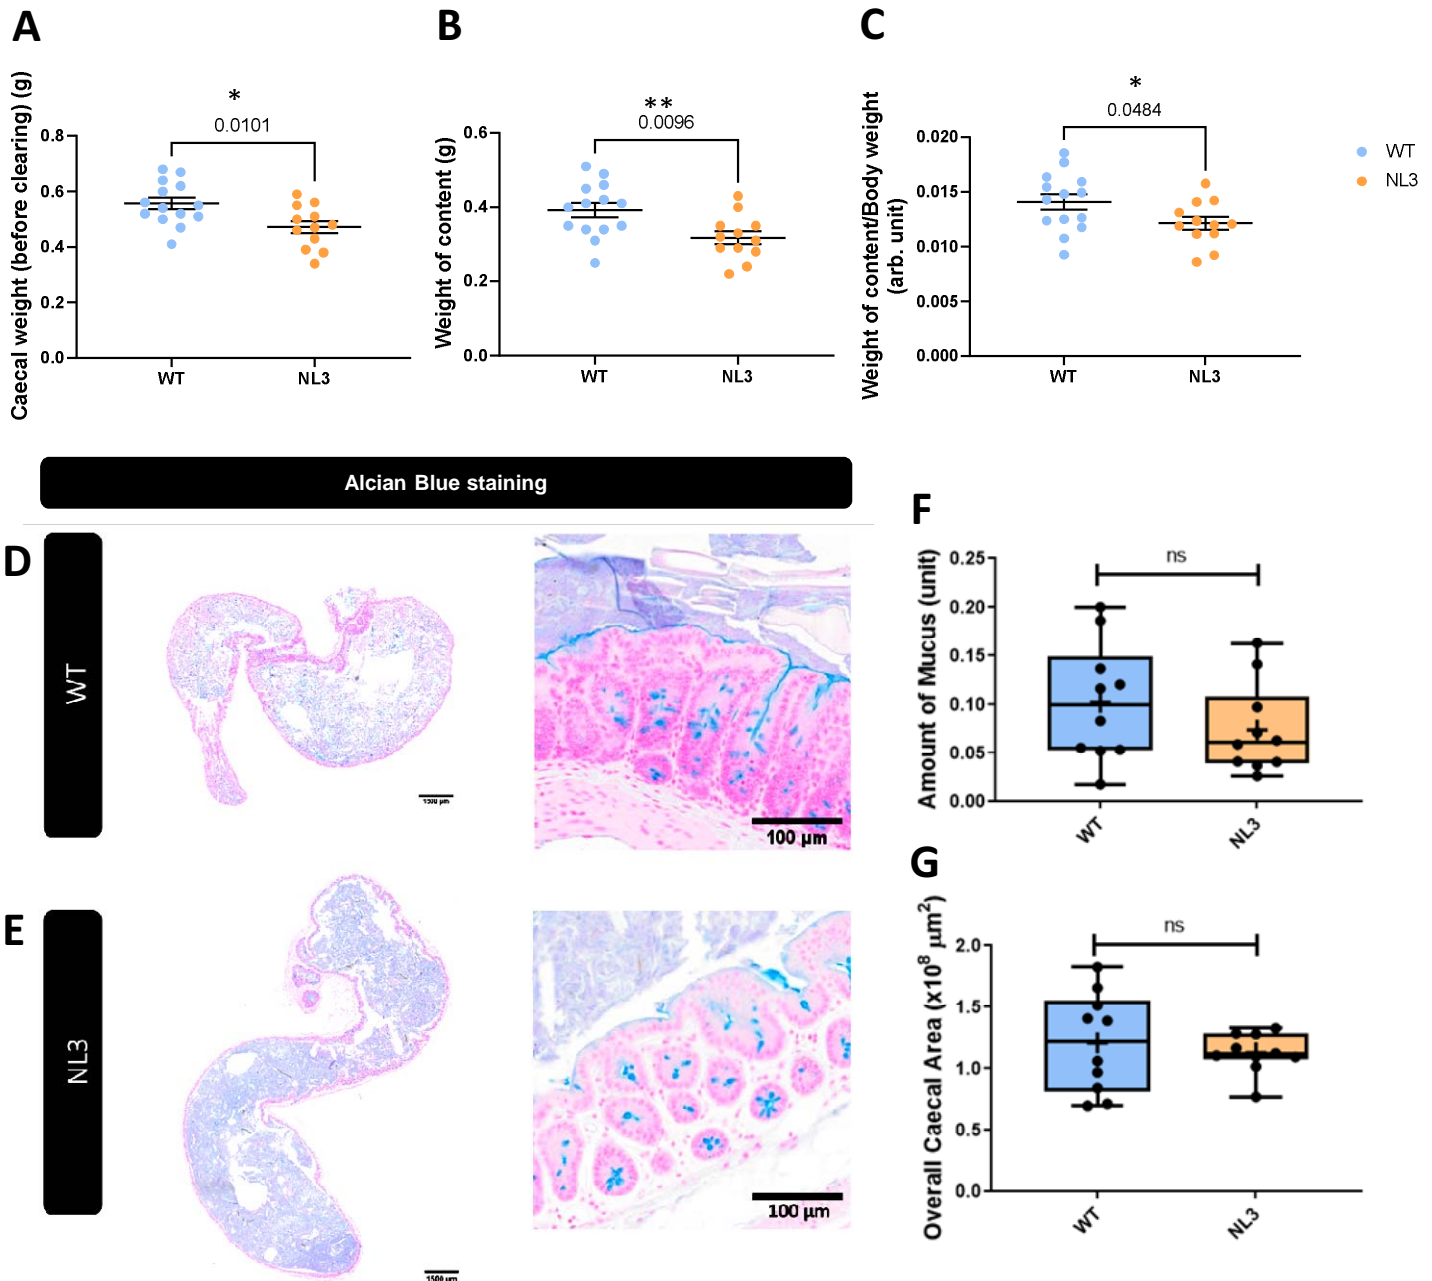 A
B
C
Caecal weight (before clearing) (g)
*
0.0101
0.8
0.6
0.4
0.2
0.0
WT
NL3
Weight of content (g)
**
0.0096
0.6
0.4
0.2
0.0
WT
NL3
Weight of content/Body weight
(arb. unit)
*
0.0484
0.020
0.015
0.010
0.005
0.000
WT
NL3
WT
NL3
Alcian Blue staining
D
WT
1500 µm
100 µm
E
NL3
1500 µm
100 µm
F
Amount of Mucus (unit)
ns
0.25
0.20
0.15
0.10
0.05
0.00
WT
NL3
G
Overall Caecal Area (x10⁸ µm²)
ns
2.0
1.5
1.0
0.5
0.0
WT
NL3